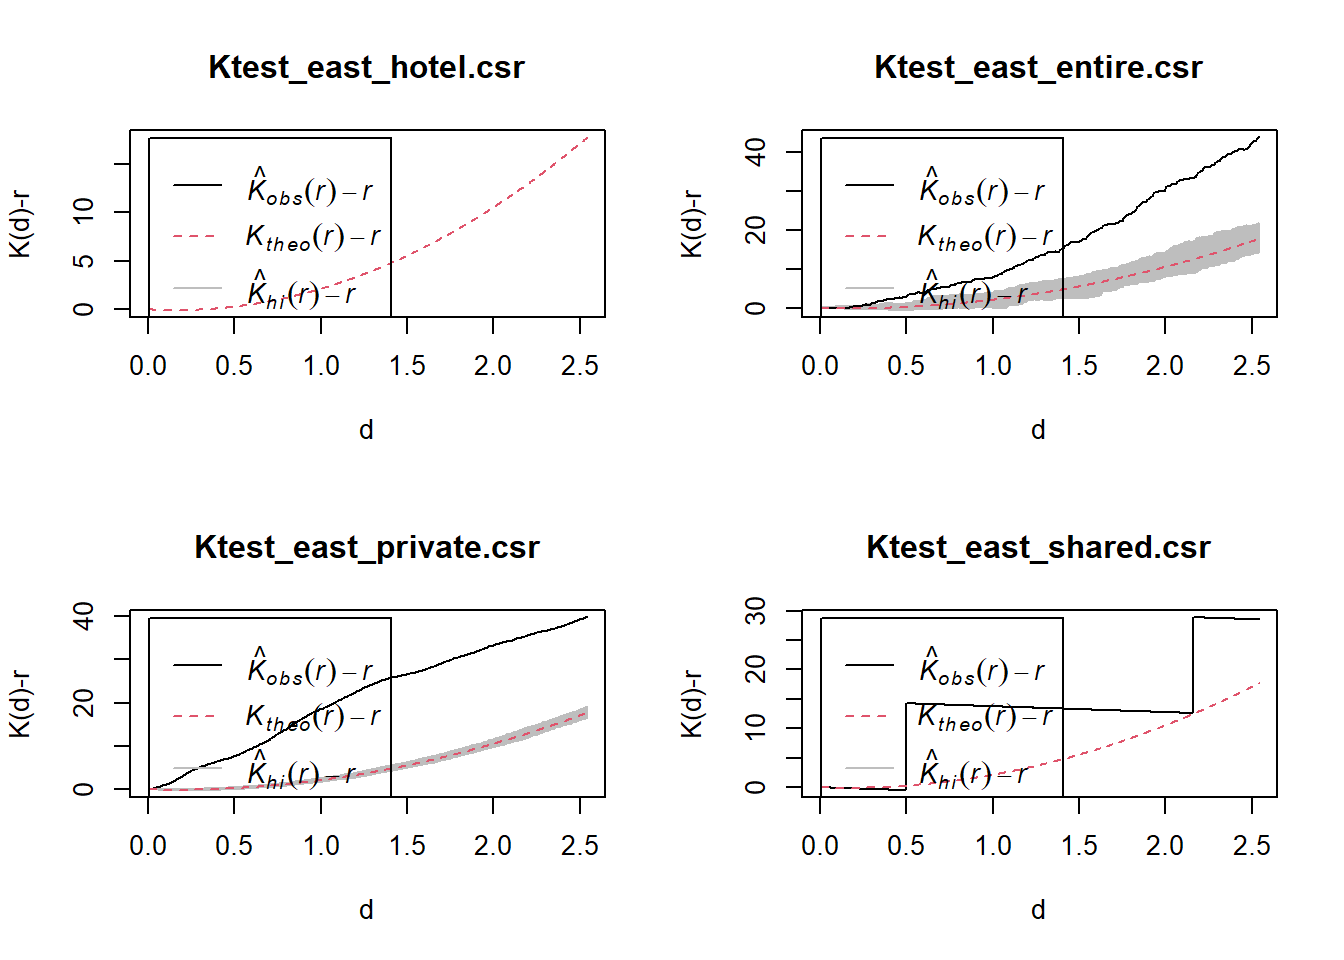 Ktest_east_hotel.csr
K(d)-r
0 5 10
K̂obs(r) – r
Ktheo(r) – r
K̂hi(r) – r
0.0 0.5 1.0 1.5 2.0 2.5
d
Ktest_east_entire.csr
K(d)-r
0 20 40
K̂obs(r) – r
Ktheo(r) – r
K̂hi(r) – r
0.0 0.5 1.0 1.5 2.0 2.5
d
Ktest_east_private.csr
K(d)-r
0 20 40
K̂obs(r) – r
Ktheo(r) – r
K̂hi(r) – r
0.0 0.5 1.0 1.5 2.0 2.5
d
Ktest_east_shared.csr
K(d)-r
0 10 20 30
K̂obs(r) – r
Ktheo(r) – r
K̂hi(r) – r
0.0 0.5 1.0 1.5 2.0 2.5
d